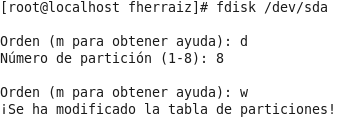 [root@localhost fherraiz]# fdisk /dev/sda
Orden (m para obtener ayuda): d
Número de partición (1-8): 8
Orden (m para obtener ayuda): w
¡Se ha modificado la tabla de particiones!